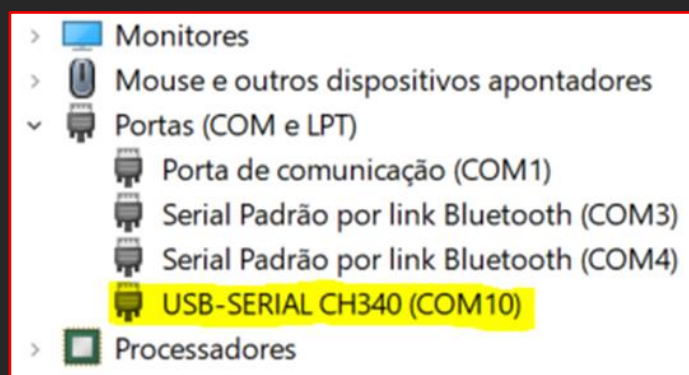 Monitores
Mouse e outros dispositivos apontadores
Portas (COM e LPT)
Porta de comunicação (COM1)
Serial Padrão por link Bluetooth (COM3)
Serial Padrão por link Bluetooth (COM4)
USB-SERIAL CH340 (COM10)
Processadores